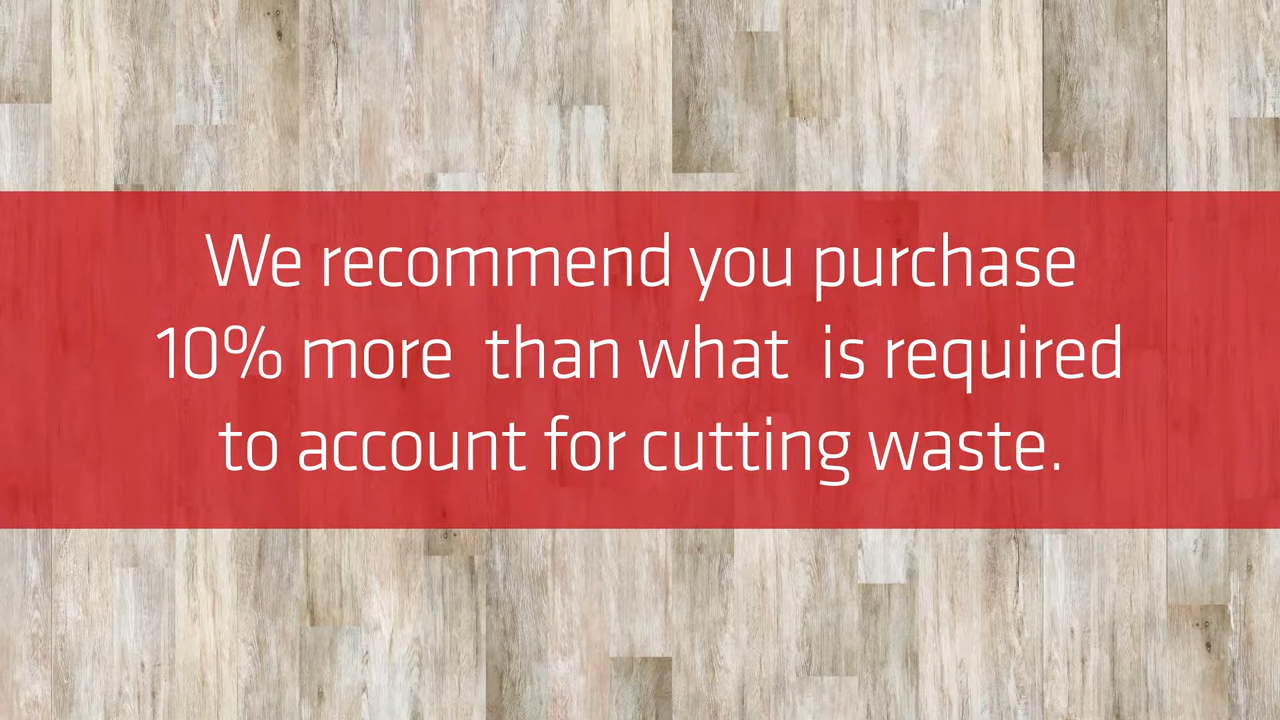 We recommend you purchase
10% more  than what  is required
to account for cutting waste.